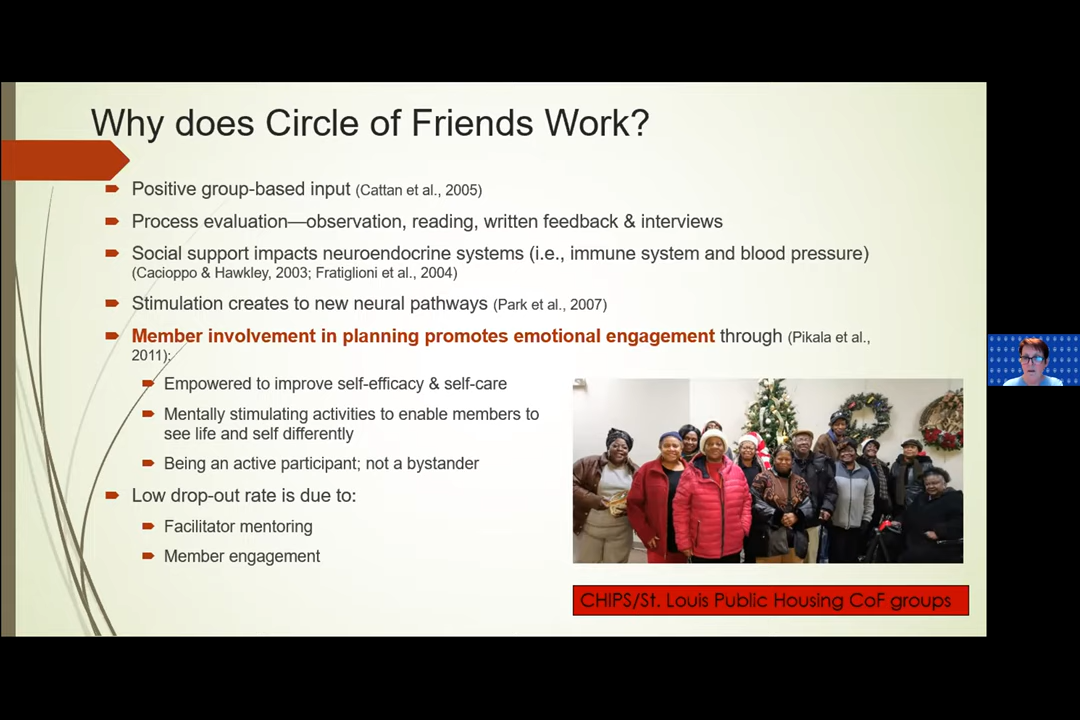 Why does Circle of Friends Work?
Positive group-based input (Cattan et al., 2005)
Process evaluation—observation, reading, written feedback & interviews
Social support impacts neuroendocrine systems (i.e., immune system and blood pressure)
(Cacioppo & Hawkley, 2003; Fratiglioni et al., 2004)
Stimulation creates to new neural pathways (Park et al., 2007)
Member involvement in planning promotes emotional engagement through (Pikala et al.,
2011):
Empowered to improve self-efficacy & self-care
Mentally stimulating activities to enable members to
see life and self differently
Being an active participant; not a bystander
Low drop-out rate is due to:
Facilitator mentoring
Member engagement
CHIPS/St. Louis Public Housing CoF groups